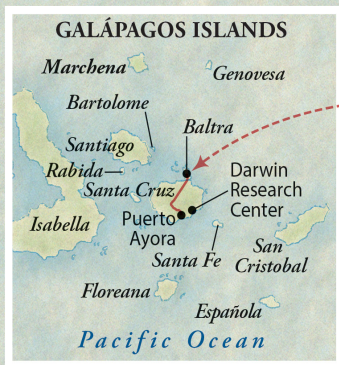 GALÁPAGOS ISLANDS
Marchena
Genovesa
Bartolome
Baltra
Santiago
Rabida
Darwin
Research
Center
Santa Cruz
Isabella
Puerto
Ayora
Santa Fe
San
Cristobal
Floreana
Española
Pacific Ocean